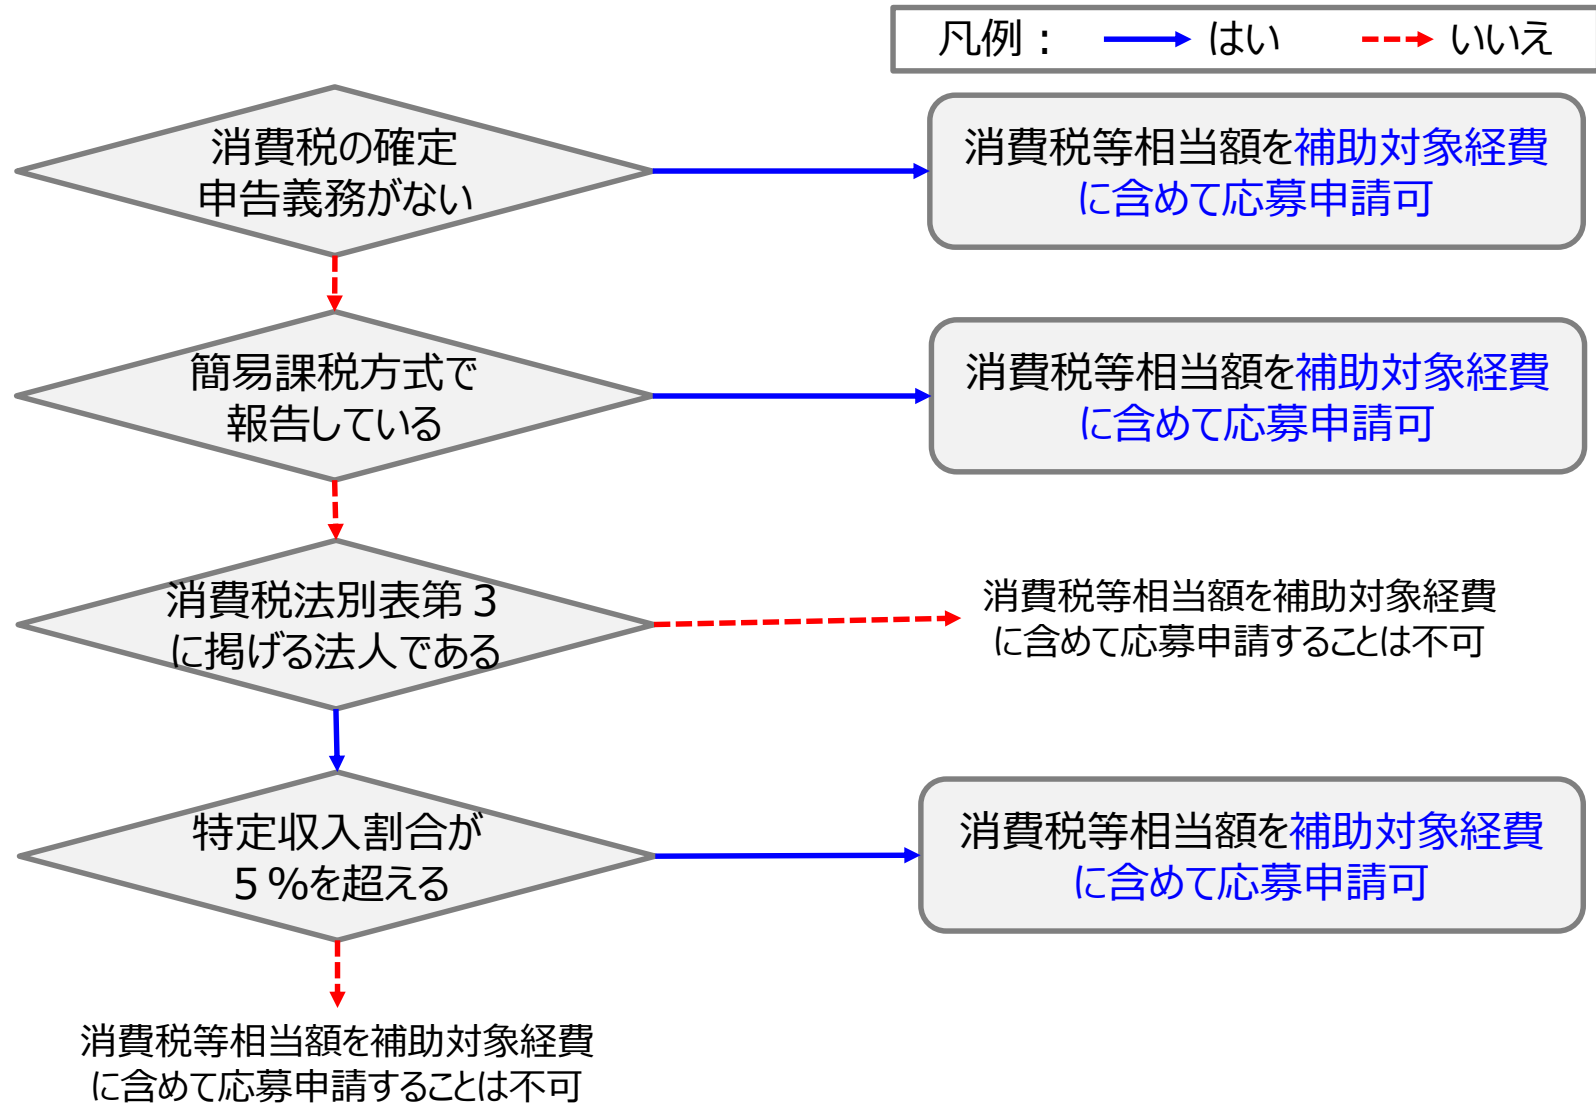 凡例： はい いいえ
消費税の確定
申告義務がない
消費税等相当額を補助対象経費
に含めて応募申請可
簡易課税方式で
報告している
消費税等相当額を補助対象経費
に含めて応募申請可
消費税法別表第３
に掲げる法人である
消費税等相当額を補助対象経費
に含めて応募申請することは不可
特定収入割合が
５％を超える
消費税等相当額を補助対象経費
に含めて応募申請可
消費税等相当額を補助対象経費
に含めて応募申請することは不可